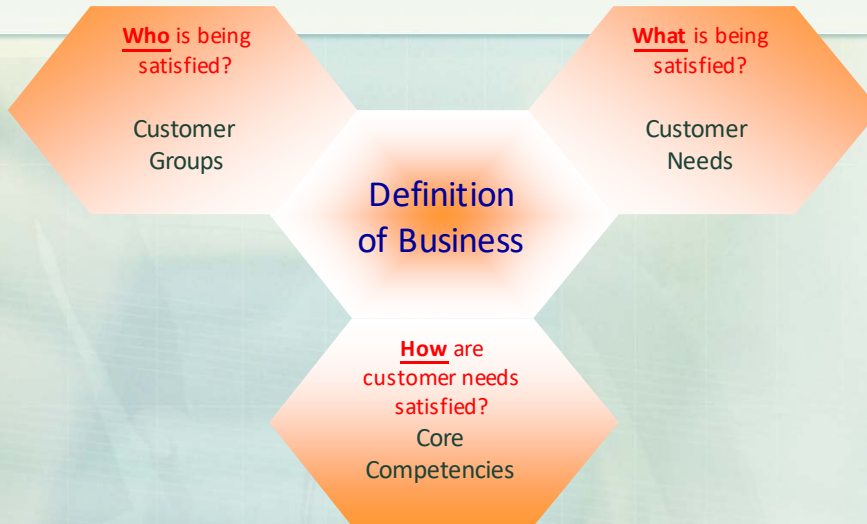 Who is being
satisfied?
Customer
Groups
What is being
satisfied?
Customer
Needs
Definition
of Business
How are
customer needs
satisfied?
Core
Competencies